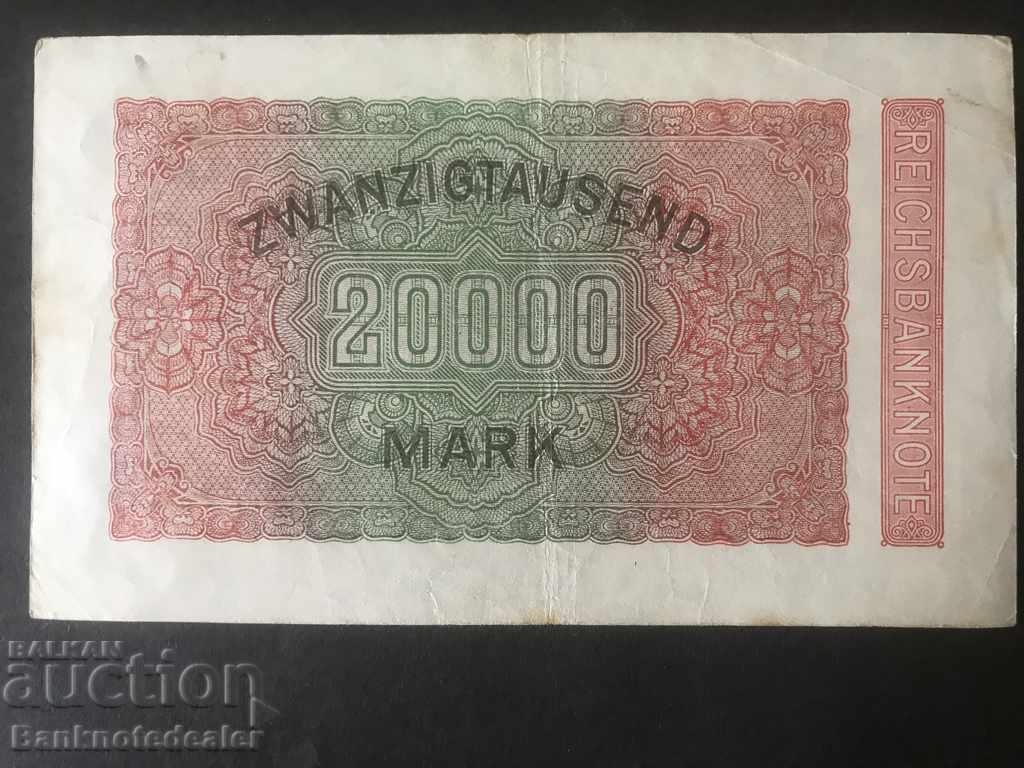 ZWANZIGTAUSEND
20000
MARK
REICHSBANKNOTE
BALKAN
auction
Banknotedealer